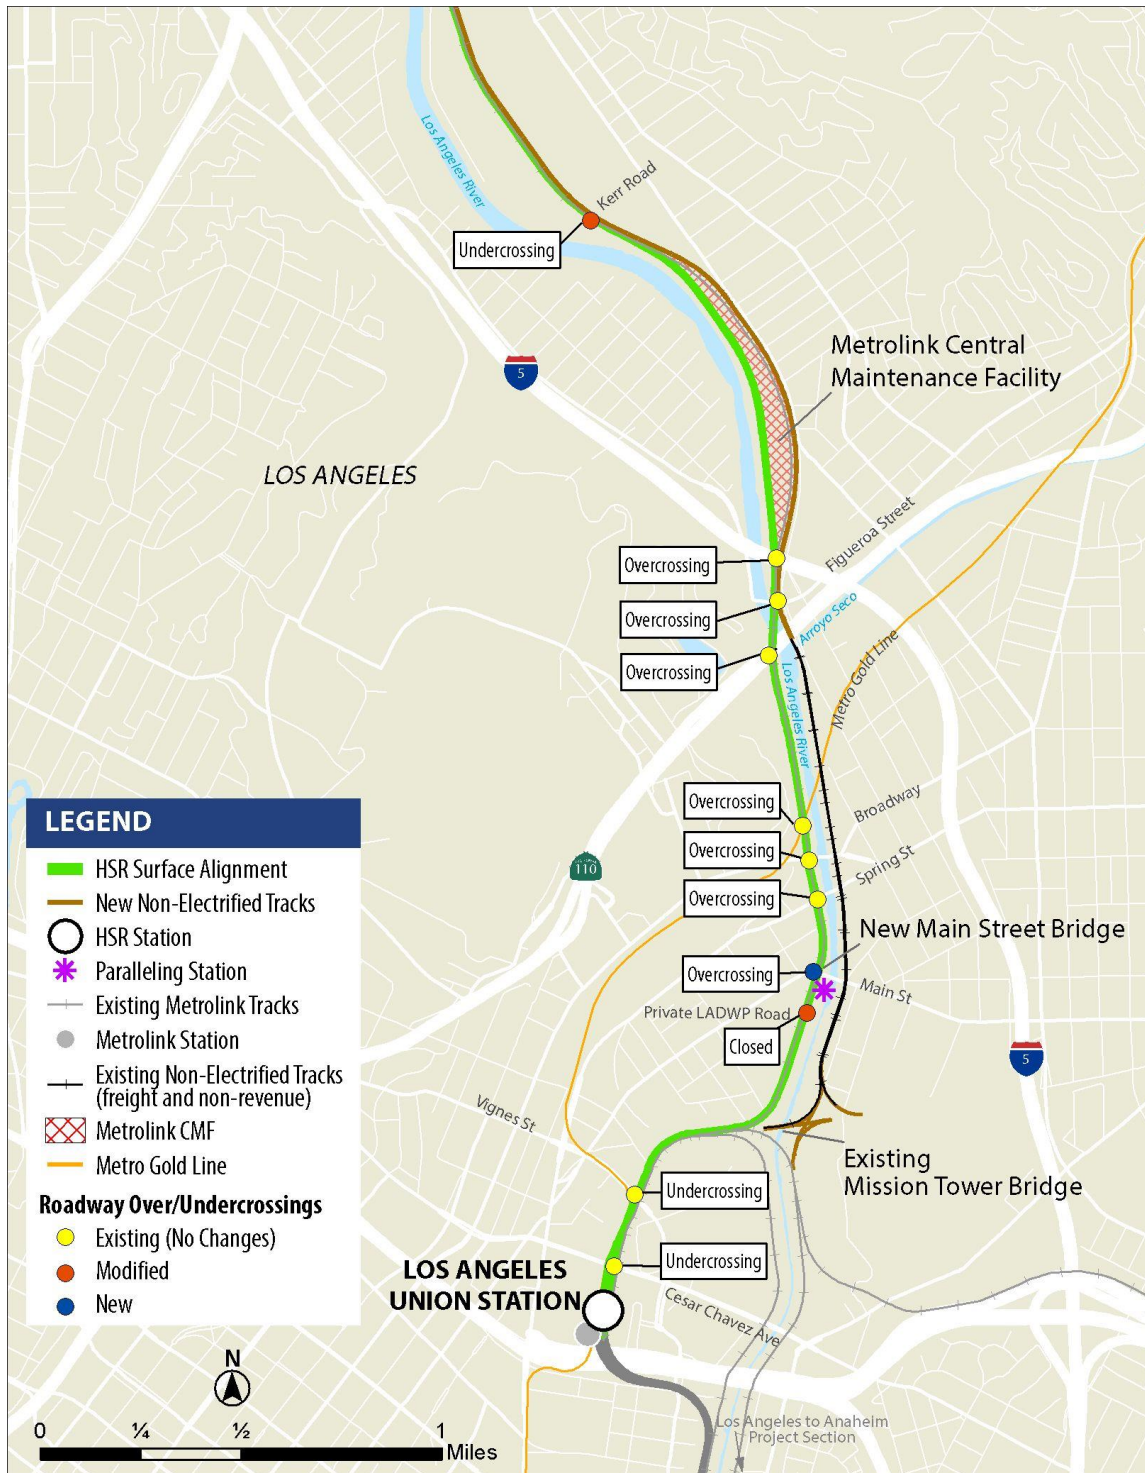 Los Angeles River
Kerr Road
Undercrossing
5
Metrolink Central
Maintenance Facility
LOS ANGELES
Figueroa Street
Overcrossing
Overcrossing
Arroyo Seco
Overcrossing
Los Angeles River
Metro Gold Line
Overcrossing
Broadway
Overcrossing
Spring St
110
Overcrossing
New Main Street Bridge
Overcrossing
Main St
Private LADWP Road
Closed
5
Vignes St
Existing
Mission Tower Bridge
Undercrossing
Undercrossing
LOS ANGELES
UNION STATION
Cesar Chavez Ave
Los Angeles to Anaheim
Project Section
LEGEND
HSR Surface Alignment
New Non-Electrified Tracks
HSR Station
Paralleling Station
Existing Metrolink Tracks
Metrolink Station
Existing Non-Electrified Tracks
(freight and non-revenue)
Metrolink CMF
Metro Gold Line
Roadway Over/Undercrossings
Existing (No Changes)
Modified
New
N
0 ¼ ½ 1
Miles